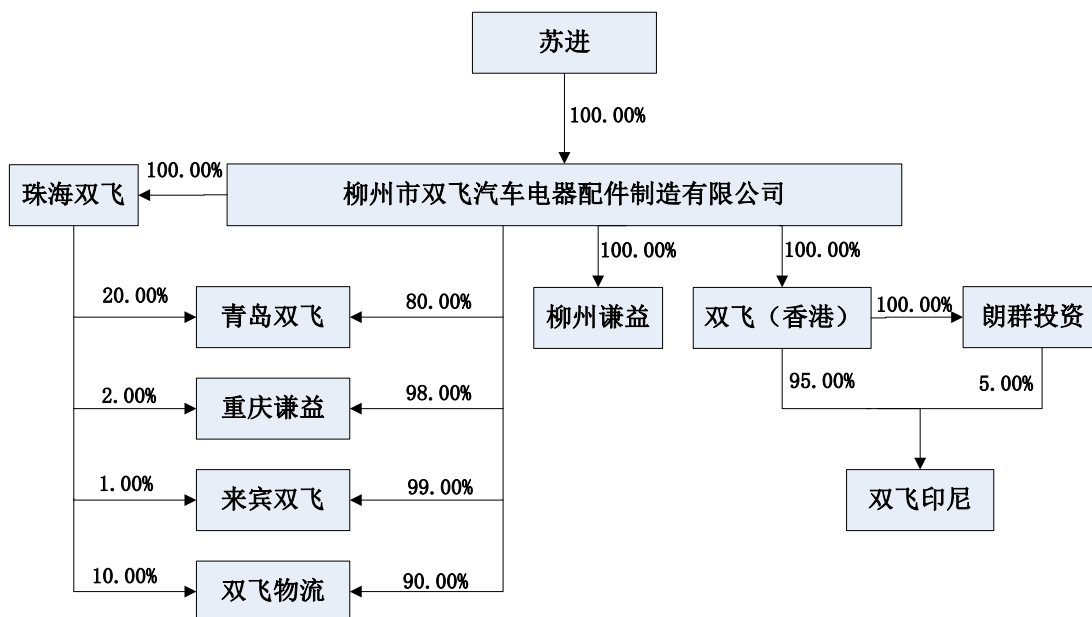 苏进
100.00%
珠海双飞
100.00%
柳州市双飞汽车电器配件制造有限公司
100.00%
100.00%
20.00%
青岛双飞
80.00%
柳州谦益
双飞（香港）
100.00%
朗群投资
2.00%
重庆谦益
98.00%
95.00%
5.00%
1.00%
来宾双飞
99.00%
双飞印尼
10.00%
双飞物流
90.00%